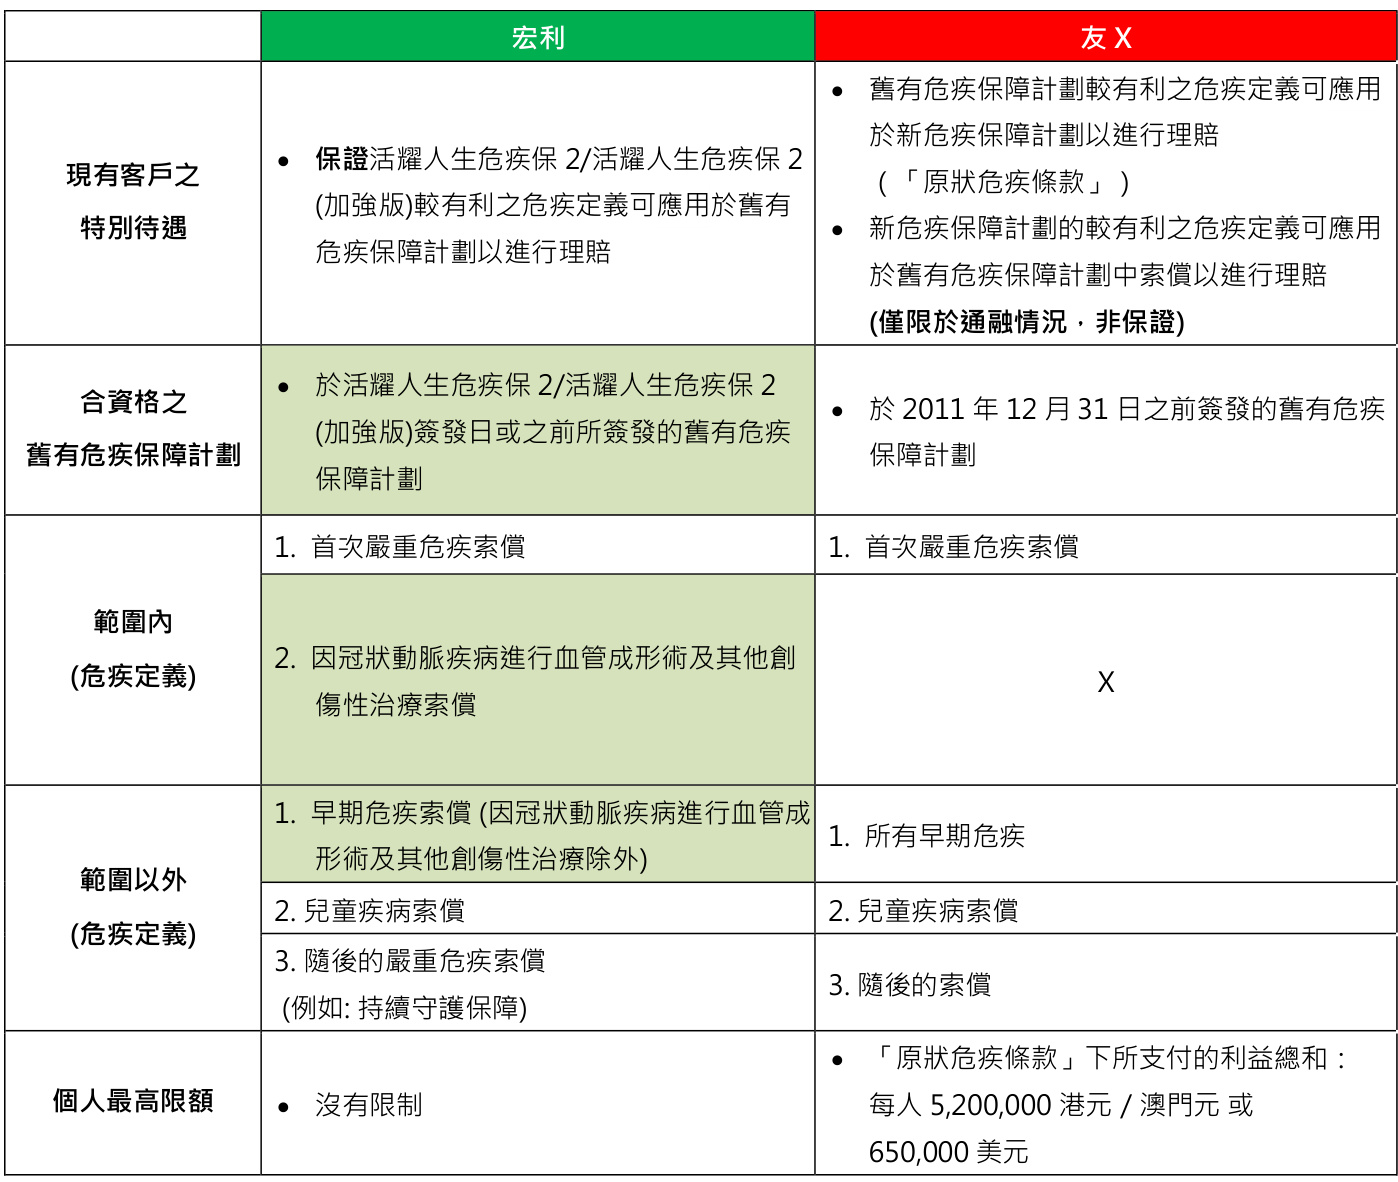 宏利
友 X
現有客戶之
特別待遇
• 保證活耀人生危疾保 2/活耀人生危疾保 2
(加強版)較有利之危疾定義可應用於舊有
危疾保障計劃以進行理賠
• 舊有危疾保障計劃較有利之危疾定義可應用
於新危疾保障計劃以進行理賠
(「原狀危疾條款」)
• 新危疾保障計劃的較有利之危疾定義可應用
於舊有危疾保障計劃中索償以進行理賠
(僅限於通融情況，非保證)
合資格之
舊有危疾保障計劃
• 於活耀人生危疾保 2/活耀人生危疾保 2
(加強版)簽發日或之前所簽發的舊有危疾
保障計劃
• 於 2011 年 12 月 31 日之前簽發的舊有危疾
保障計劃
範圍內
(危疾定義)
1. 首次嚴重危疾索償
1. 首次嚴重危疾索償
2. 因冠狀動脈疾病進行血管成形術及其他創
傷性治療索償
X
範圍以外
(危疾定義)
1. 早期危疾索償 (因冠狀動脈疾病進行血管成
形術及其他創傷性治療除外)
1. 所有早期危疾
2. 兒童疾病索償
2. 兒童疾病索償
3. 隨後的嚴重危疾索償
(例如: 持續守護保障)
3. 隨後的索償
個人最高限額
• 沒有限制
• 「原狀危疾條款」下所支付的利益總和：
每人 5,200,000 港元 / 澳門元 或
650,000 美元